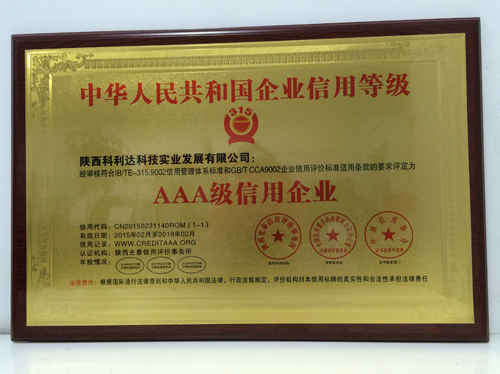 中华人民共和国企业信用等级
315
陕西科利达科技实业发展有限公司：
经审核符合IB/TE-315.9002信用管理体系标准和GB/T CCA9002企业信用评价标准适用条款的要求评定为
AAA级信用企业
信用代码：CN20150231140ROM（1-1）
有效日期：2015年02月至2018年02月
信用记录：WWW.CREDITAAA.ORG
认证机构：陕西光泰信用评价事务所
年检情况：
法律责任：根据国际通行法律原则和中华人民共和国法律、行政法规规定，评价机构对本信用标牌的真实性和合法性承担法律责任